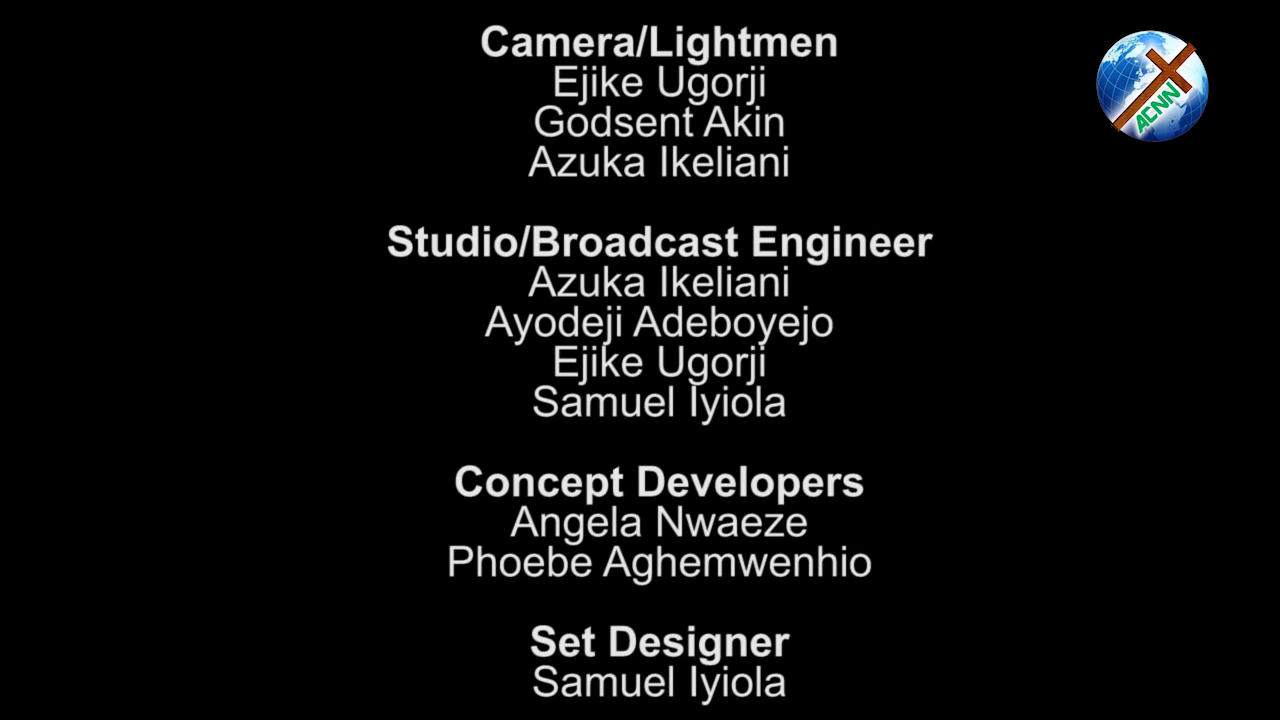 Camera/Lightmen
Ejike Ugorji
Godsent Akin
Azuka Ikeliani
Studio/Broadcast Engineer
Azuka Ikeliani
Ayodeji Adeboyejo
Ejike Ugorji
Samuel Iyiola
Concept Developers
Angela Nwaeze
Phoebe Aghemwenhio
Set Designer
Samuel Iyiola
ACNN